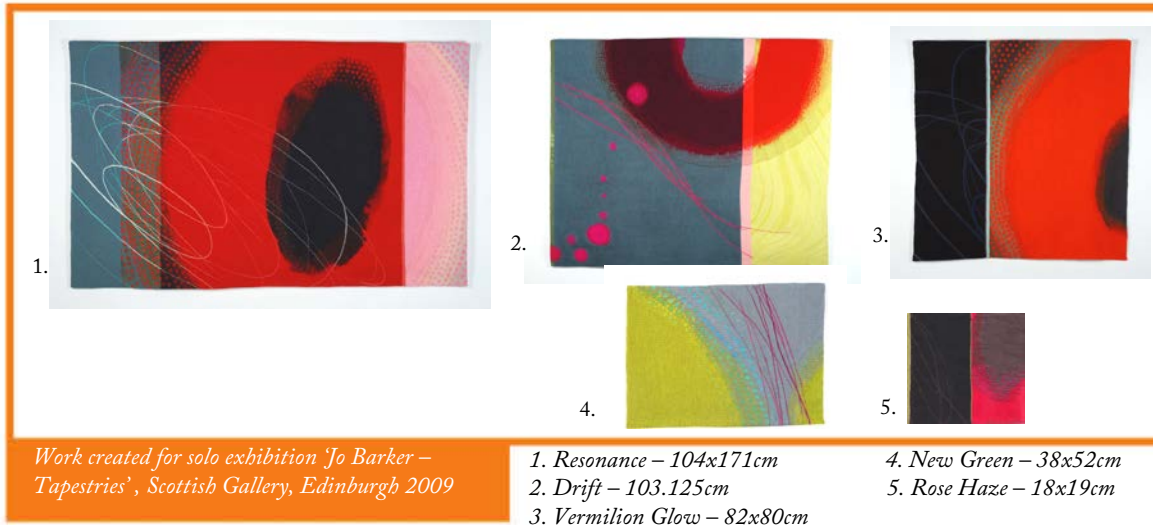 1.
2.
3.
4.
5.
Work created for solo exhibition ‘Jo Barker –
Tapestries’ , Scottish Gallery, Edinburgh 2009
1. Resonance – 104x171cm
2. Drift – 103.125cm
3. Vermilion Glow – 82x80cm
4. New Green – 38x52cm
5. Rose Haze – 18x19cm